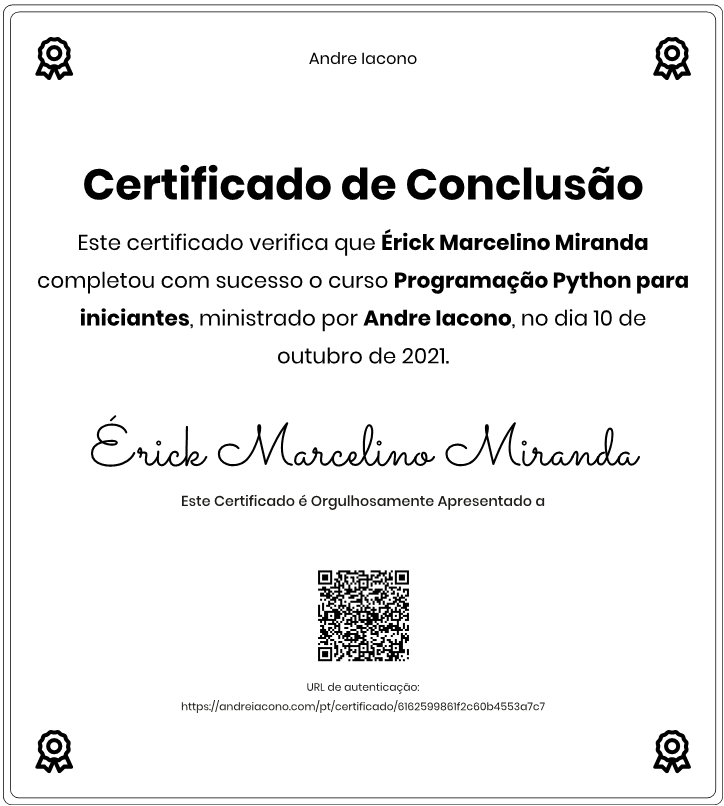 Andre Iacono
Certificado de Conclusão
Este certificado verifica que Érick Marcelino Miranda
completou com sucesso o curso Programação Python para
iniciantes, ministrado por Andre Iacono, no dia 10 de
outubro de 2021.
Érick Marcelino Miranda
Este Certificado é Orgulhosamente Apresentado a
URL de autenticação:
https://andreiacono.com/pt/certificado/6162599861f2c60b4553a7c7